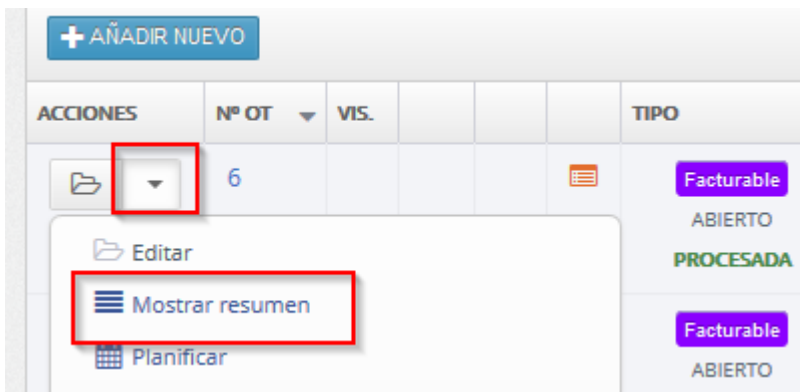 AÑADIR NUEVO
ACCIONES Nº OT VIS. TIPO
6 Facturable
ABIERTO
PROCESADA
Editar
Mostrar resumen
Planificar
Facturable
ABIERTO